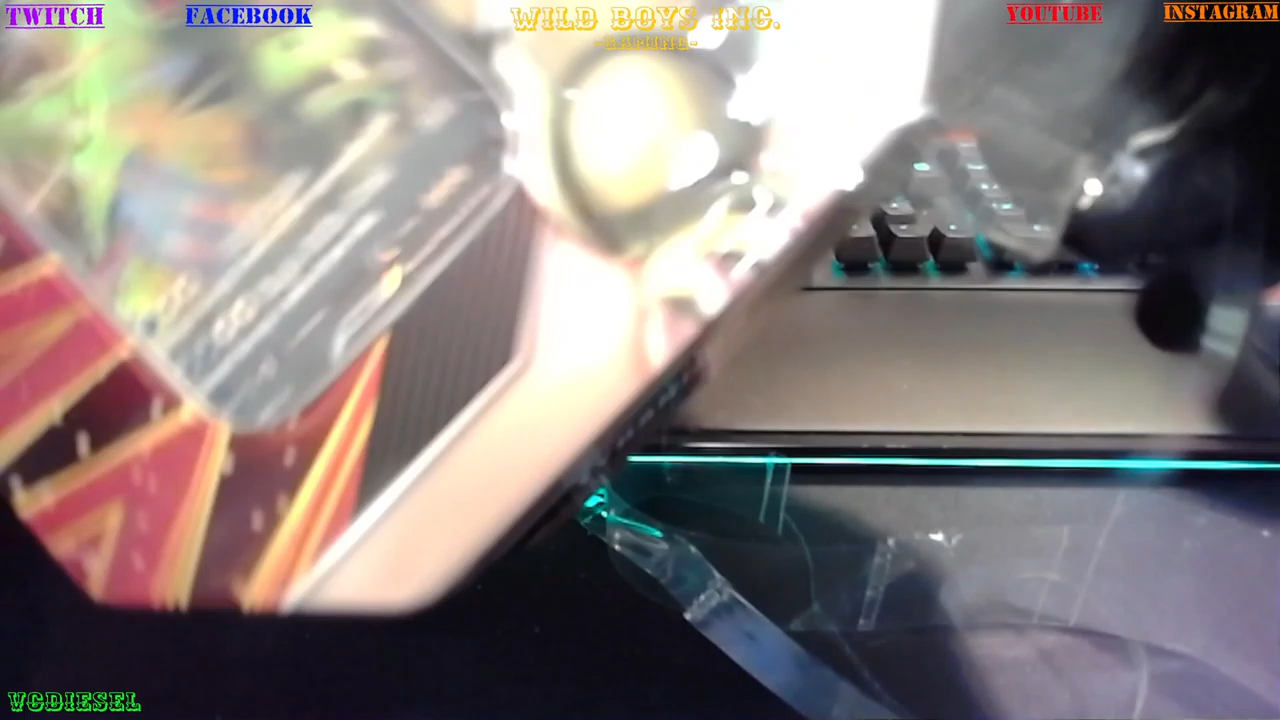 TWITCH
FACEBOOK
WILD BOYS INC.
YOUTUBE
INSTAGRAM
VGDIESEL